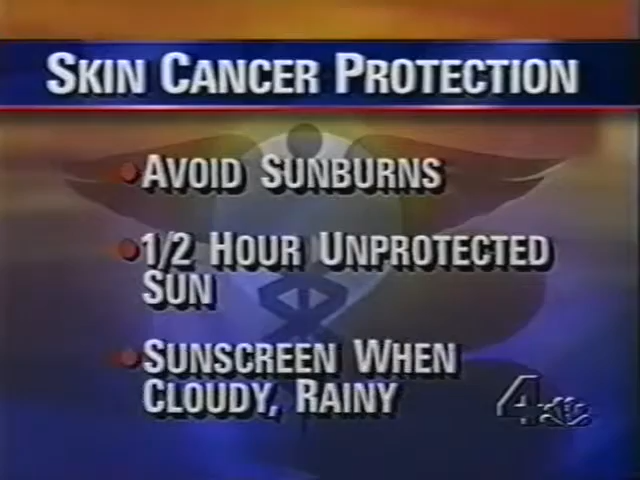 SKIN CANCER PROTECTION
AVOID SUNBURNS
1/2 HOUR UNPROTECTED
SUN
SUNSCREEN WHEN
CLOUDY, RAINY
4